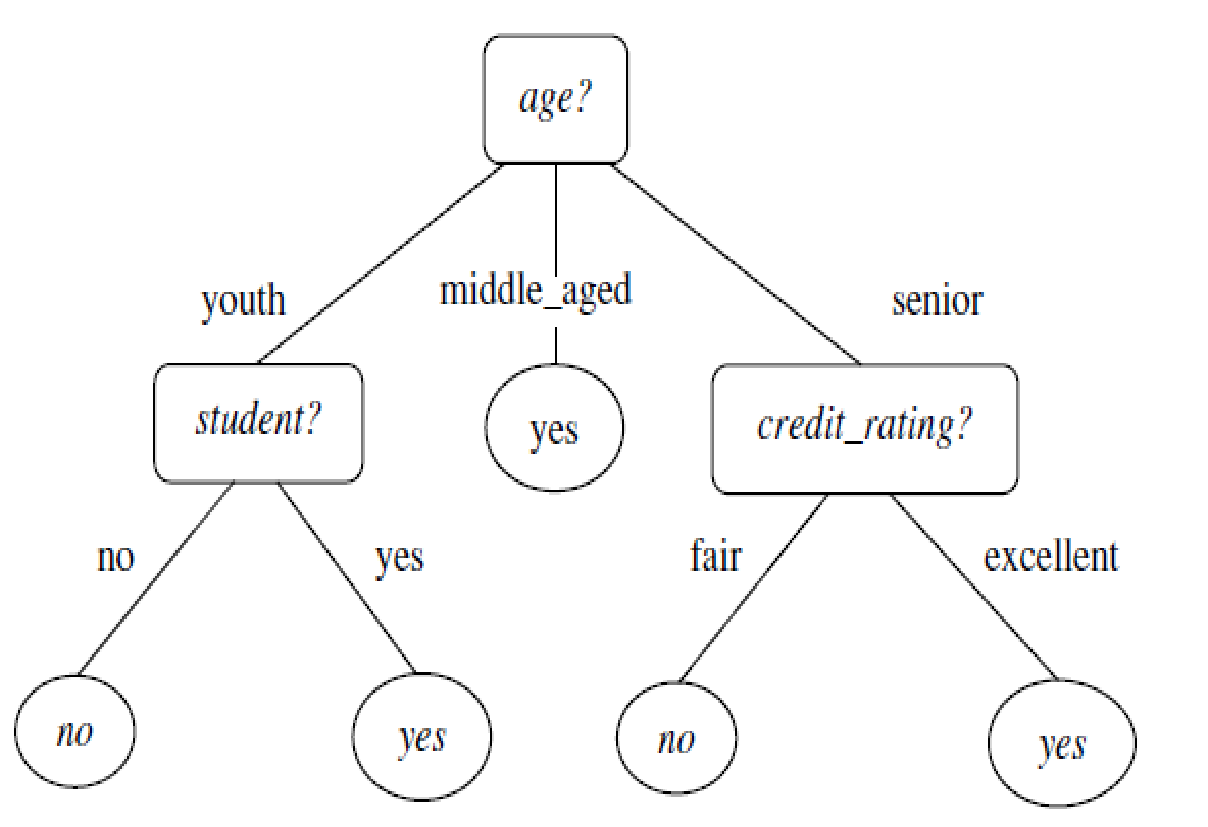 age?
youth
middle_aged
senior
student?
yes
credit_rating?
no
yes
fair
excellent
no
yes
no
yes